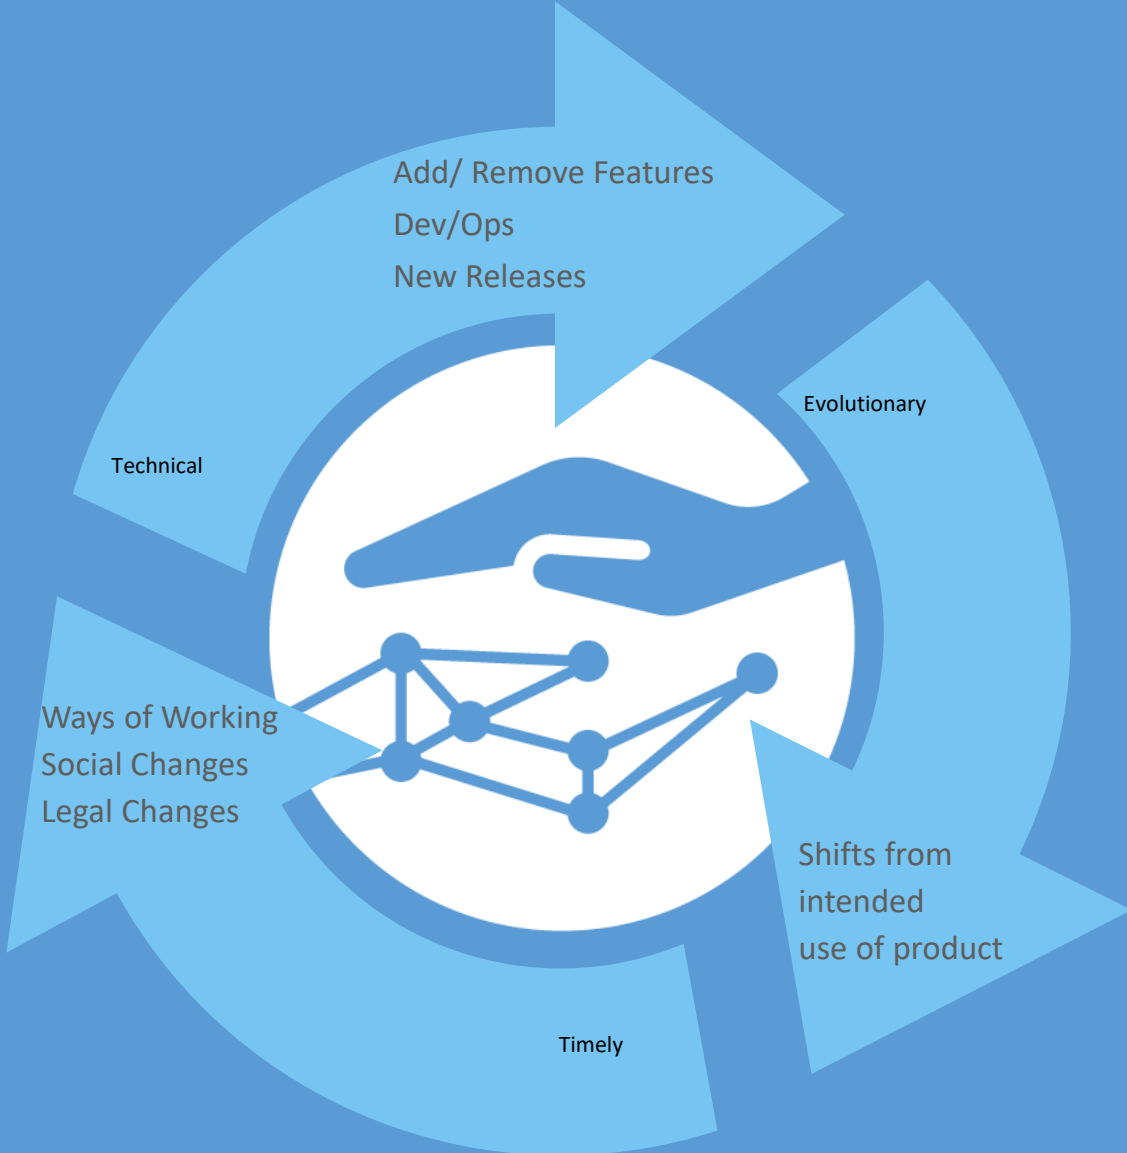 Add/ Remove Features
Dev/Ops
New Releases
Evolutionary
Technical
Ways of Working
Social Changes
Legal Changes
Shifts from
intended
use of product
Timely